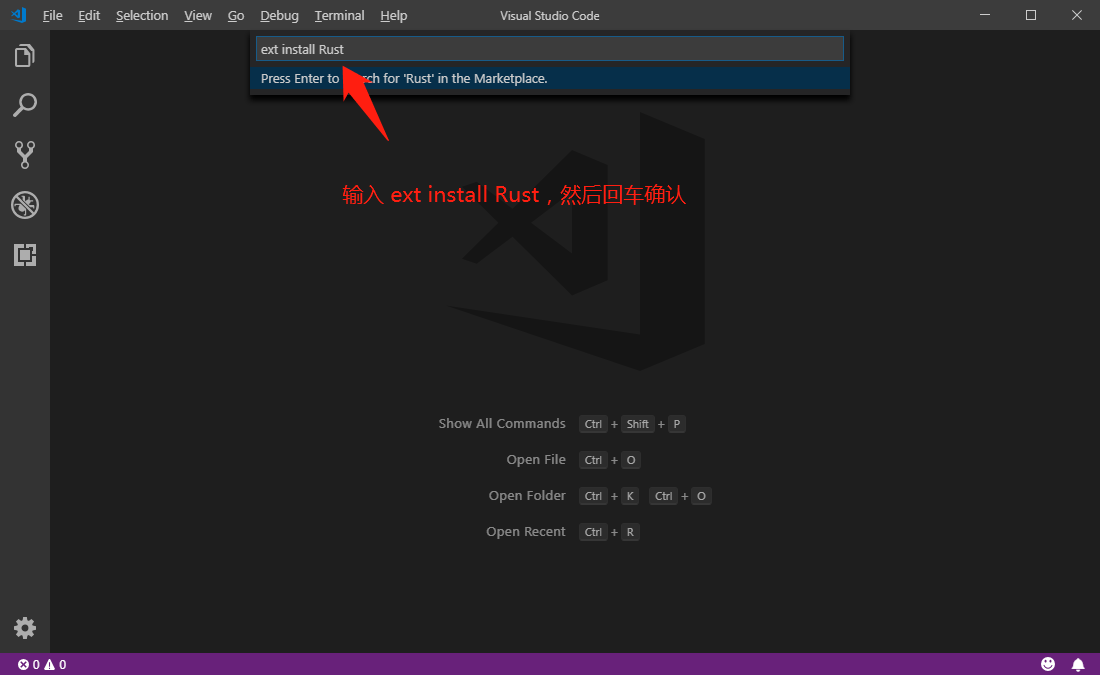 File Edit Selection View Go Debug Terminal Help Visual Studio Code
ext install Rust
Press Enter to rch for 'Rust' in the Marketplace.
输入 ext install Rust，然后回车确认
Show All Commands Ctrl + Shift + P
Open File Ctrl + O
Open Folder Ctrl + K Ctrl + O
Open Recent Ctrl + R
0 0